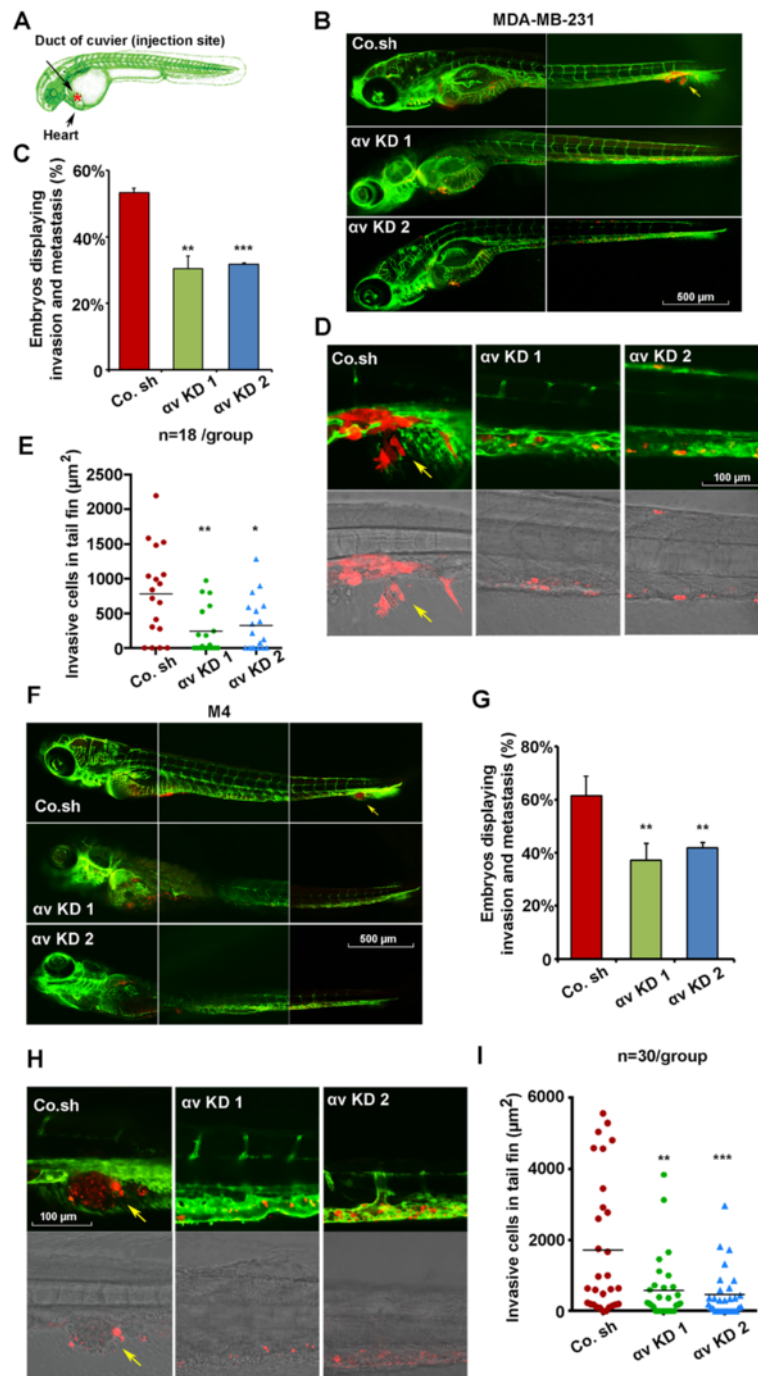 A
Duct of cuvier (injection site)
*
Heart
B
MDA-MB-231
Co.sh
αv KD 1
αv KD 2
500 µm
C
Embryos displaying
invasion and metastasis (%)
60%
40%
20%
0
**
***
Co. sh
αv KD 1
αv KD 2
D
Co.sh
αv KD 1
αv KD 2
100 µm
E
n=18 /group
Invasive cells in tail fin (µm²)
2500
2000
1500
1000
500
0
**
*
Co. sh
αv KD 1
αv KD 2
F
M4
Co.sh
αv KD 1
αv KD 2
500 µm
G
Embryos displaying
invasion and metastasis (%)
80%
60%
40%
20%
0
**
**
Co. sh
αv KD 1
αv KD 2
H
Co.sh
αv KD 1
αv KD 2
100 µm
I
n=30/group
Invasive cells in tail fin (µm²)
6000
4000
2000
0
**
***
Co. sh
αv KD 1
αv KD 2